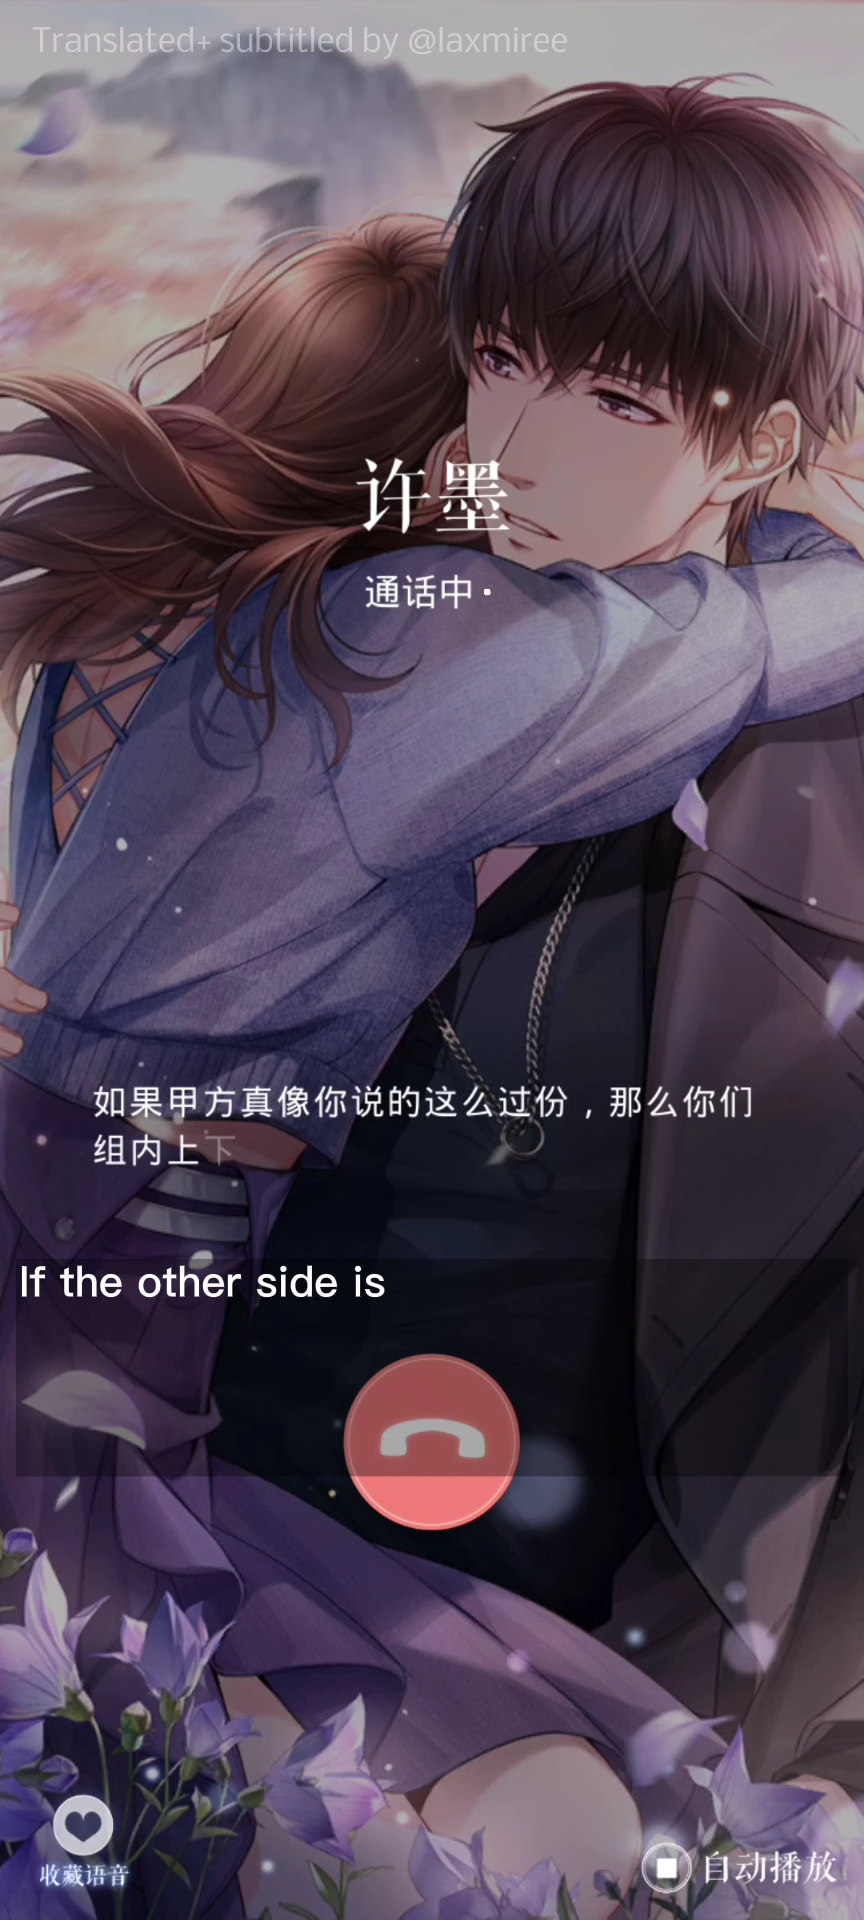 Translated+ subtitled by @laxmiree
许墨
通话中·
如果甲方真像你说的这么过份，那么你们
组内上下
If the other side is
收藏语音
自动播放